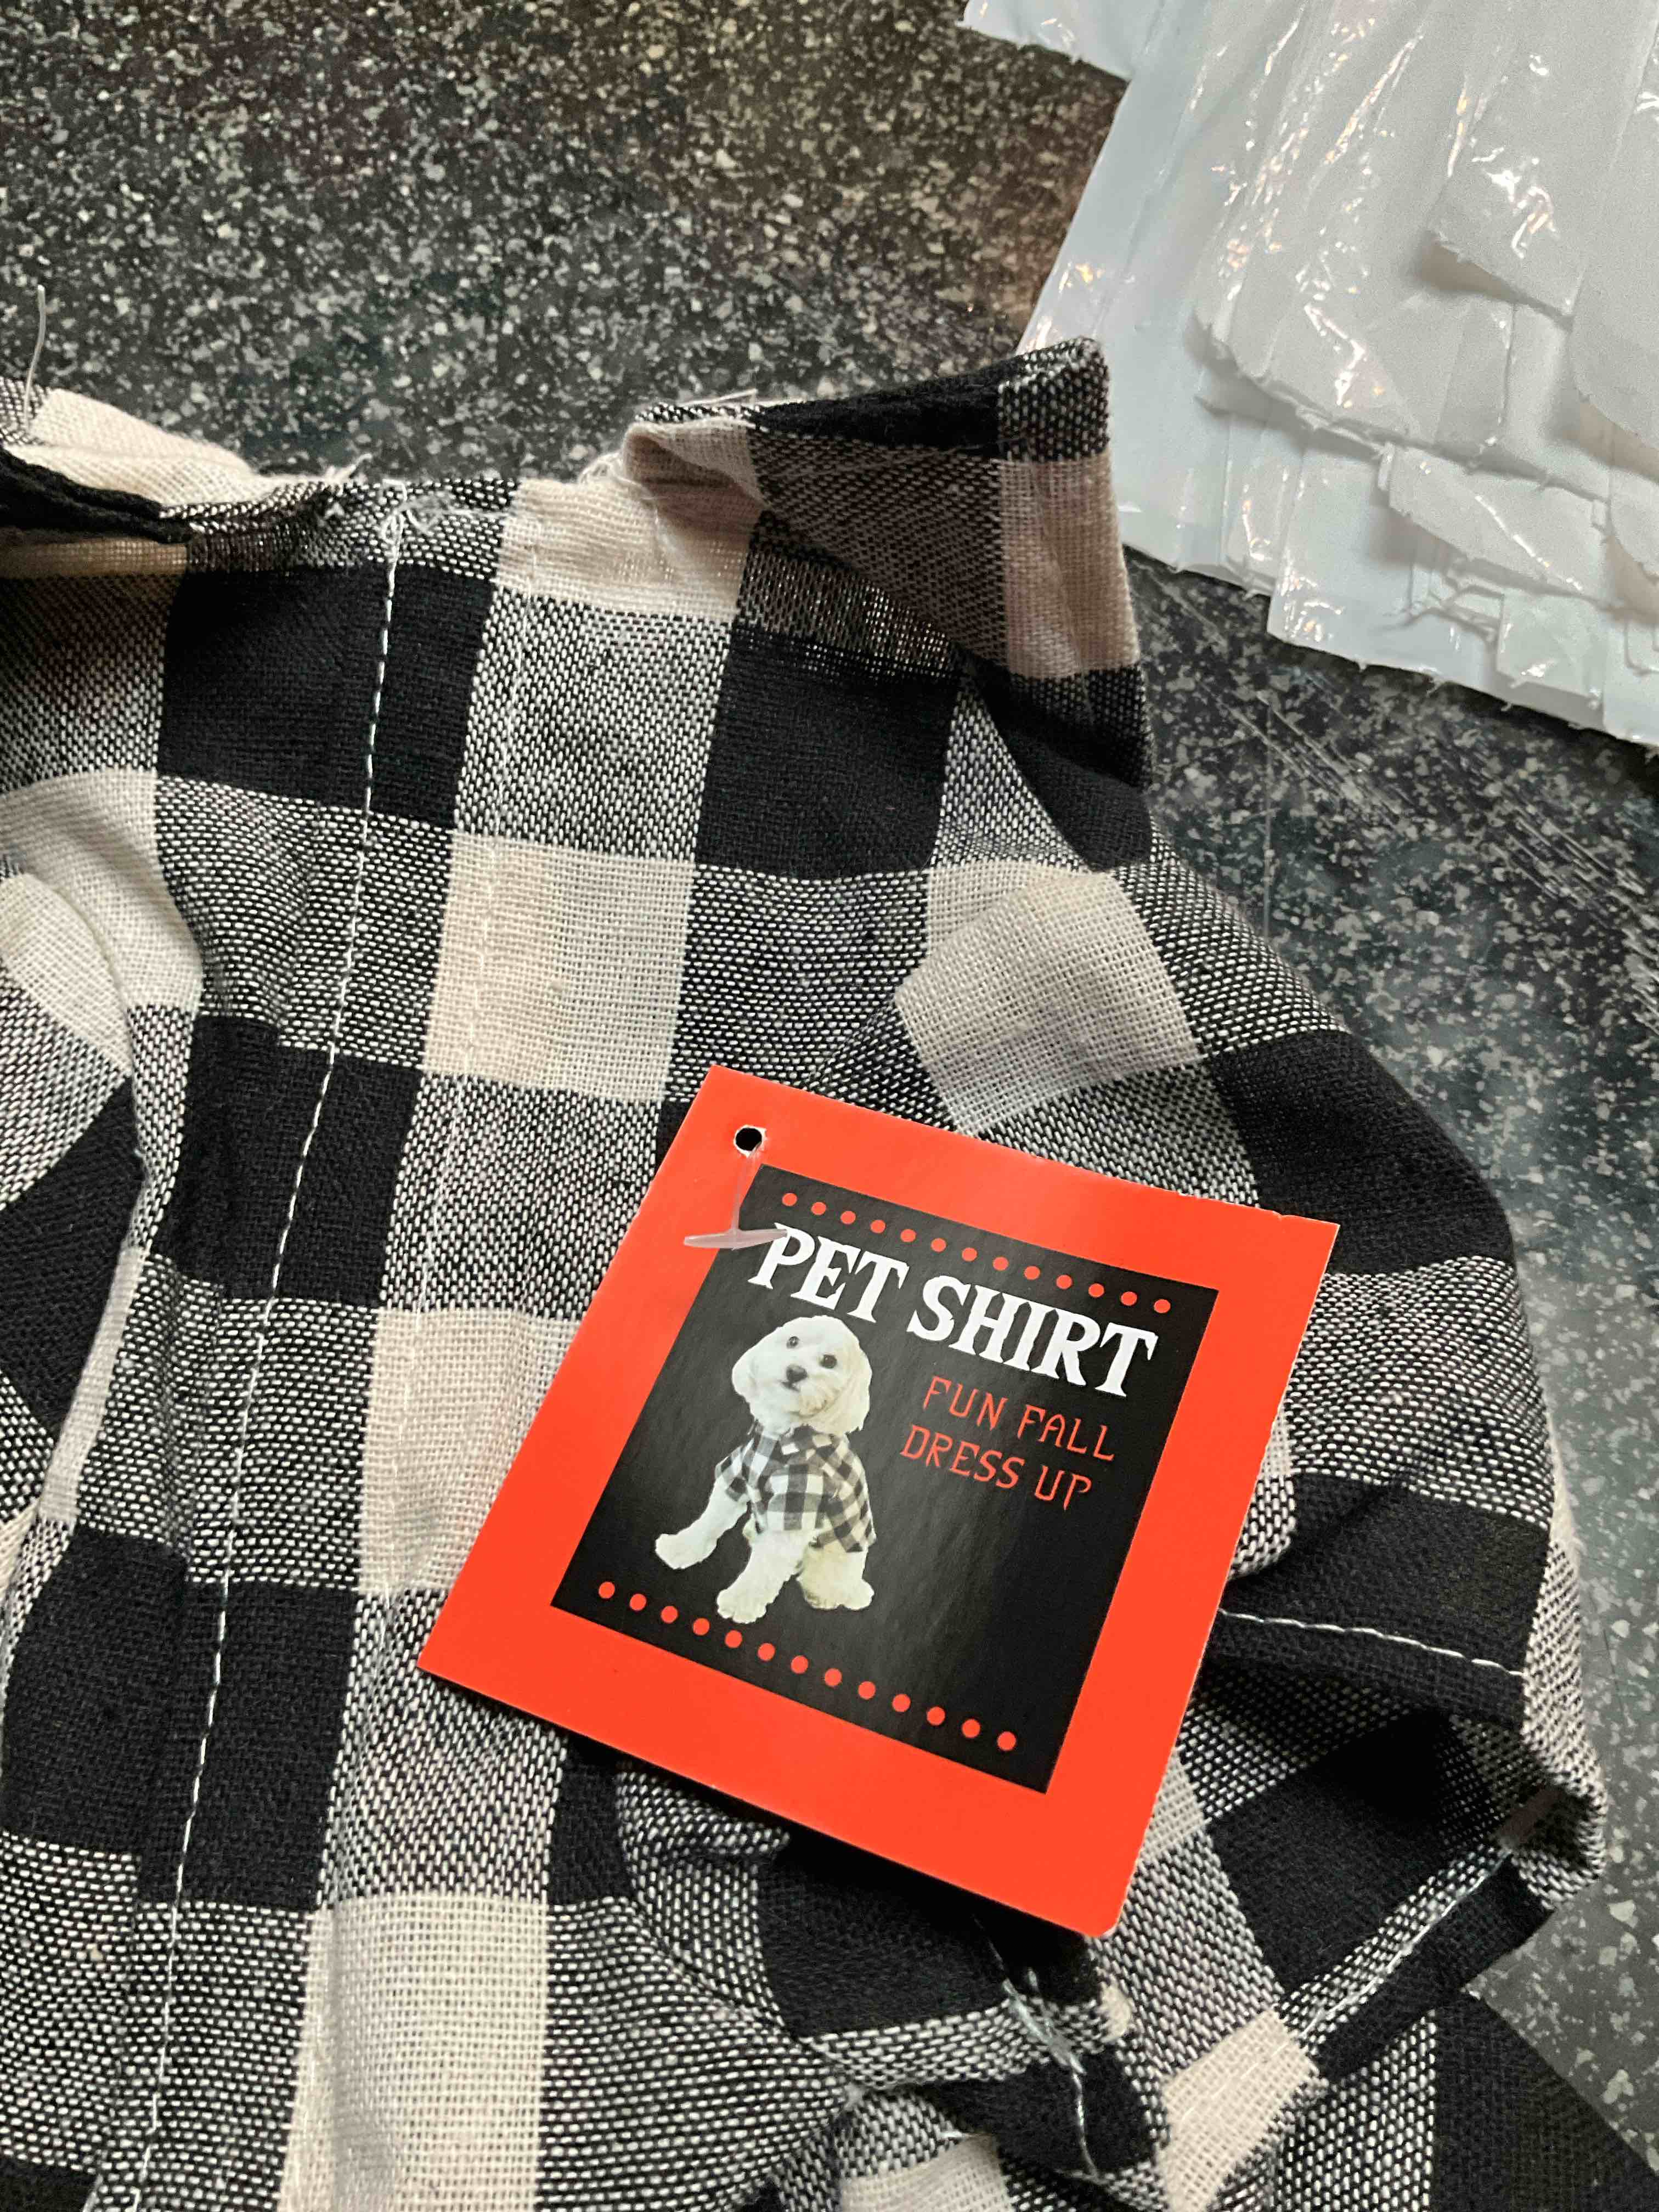 PET SHIRT
FUN FALL
DRESS UP